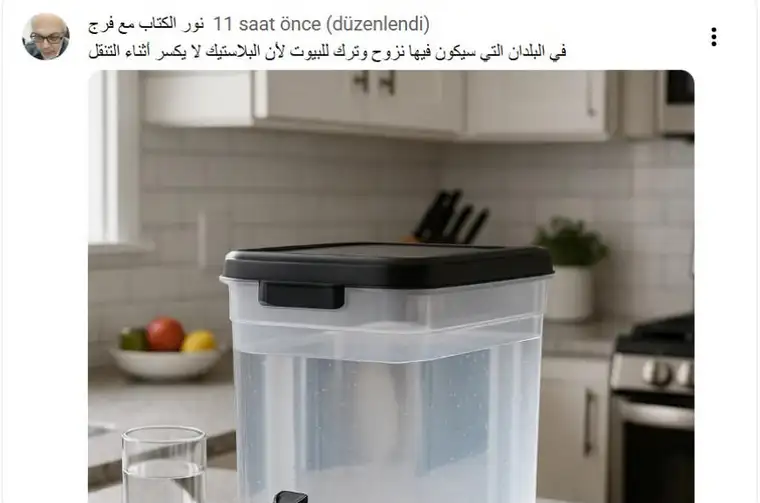 نور الكتاب مع فرج 11 saat önce (düzenlendi)
في البلدان التي سيكون فيها نزوح وترك للبيوت لأن البلاستيك لا يكسر أثناء التنقل